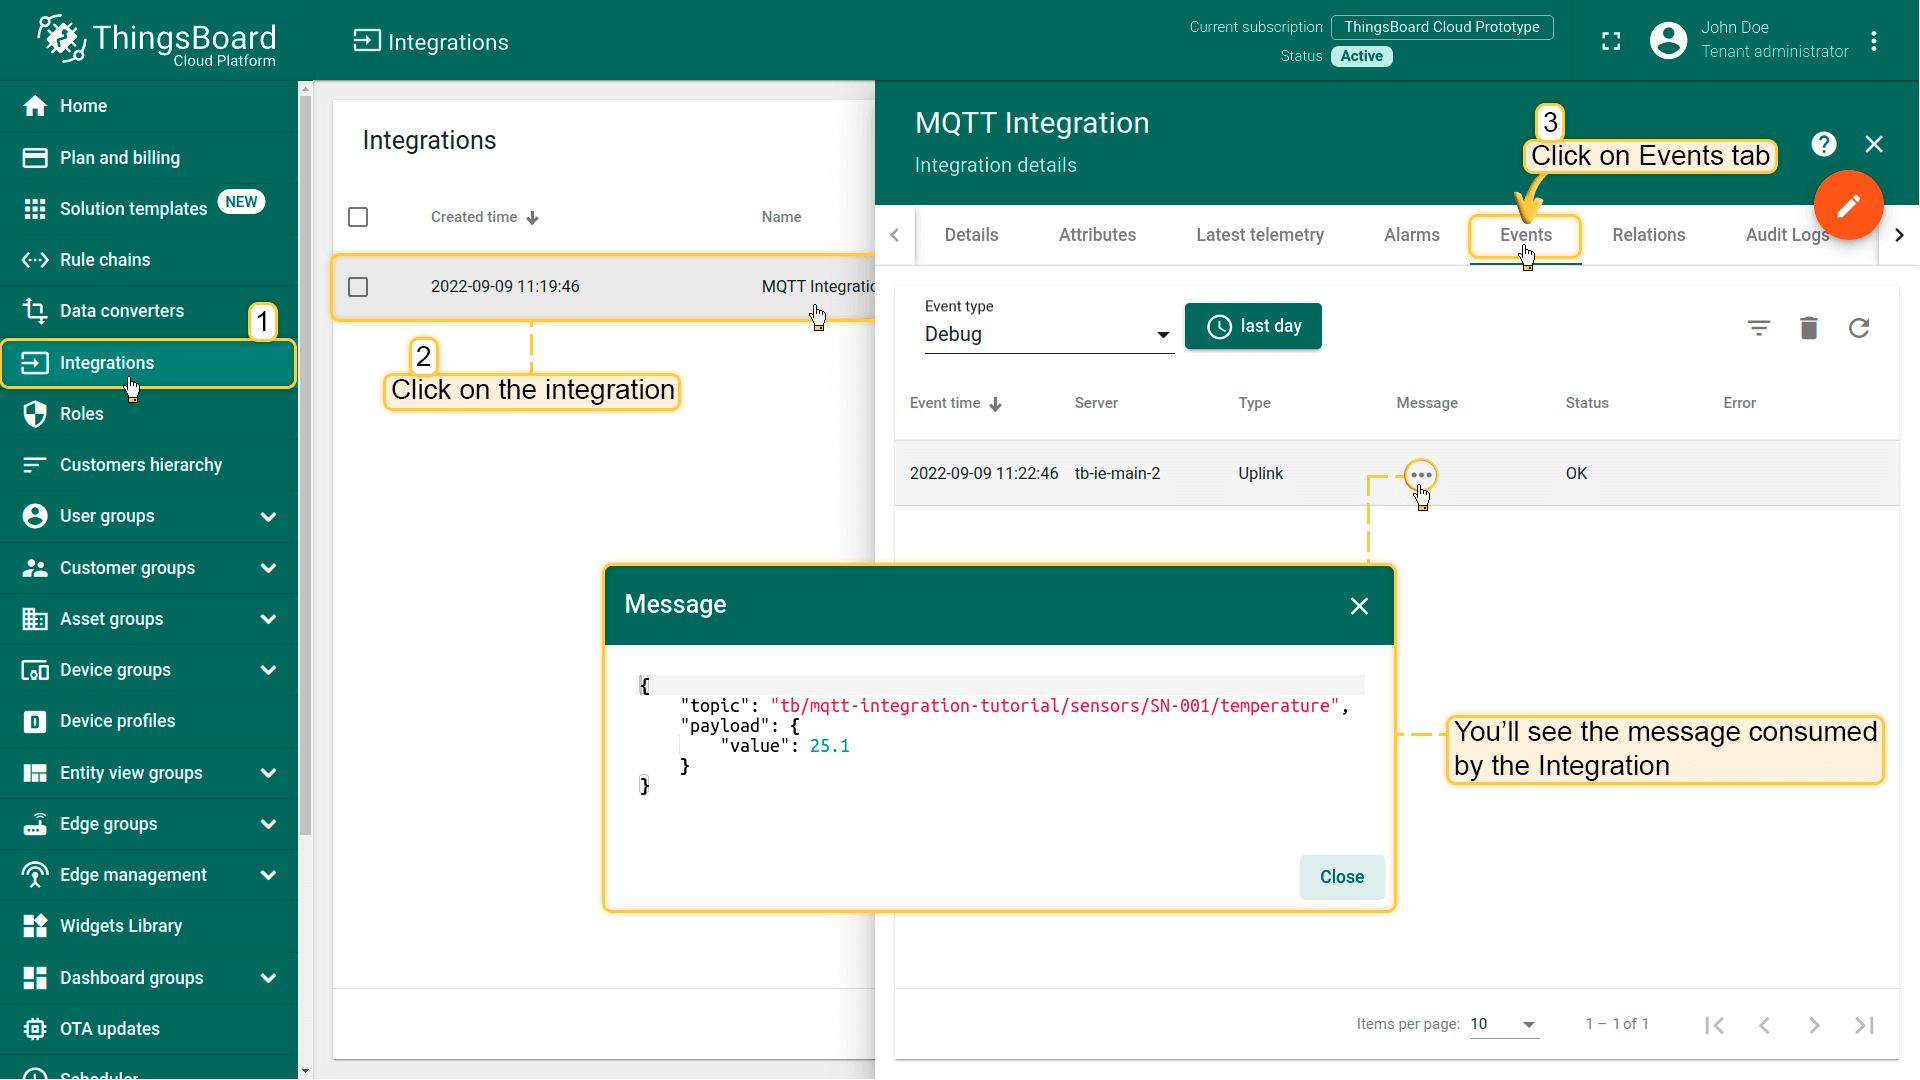 ThingsBoard
Cloud Platform
Integrations
Current subscription
ThingsBoard Cloud Prototype
Status
Active
John Doe
Tenant administrator
Home
Plan and billing
Solution templates
NEW
Rule chains
Data converters
1
Integrations
Roles
Customers hierarchy
User groups
Customer groups
Asset groups
Device groups
Device profiles
Entity view groups
Edge groups
Edge management
Widgets Library
Dashboard groups
OTA updates
Scheduler
Integrations
Created time
Name
2022-09-09 11:19:46
MQTT Integratio
2
Click on the integration
MQTT Integration
Integration details
3
Click on Events tab
Details
Attributes
Latest telemetry
Alarms
Events
Relations
Audit Logs
Event type
Debug
last day
Event time
Server
Type
Message
Status
Error
2022-09-09 11:22:46
tb-ie-main-2
Uplink
OK
Message
{
"topic": "tb/mqtt-integration-tutorial/sensors/SN-001/temperature",
"payload": {
"value": 25.1
}
}
Close
You'll see the message consumed
by the Integration
Items per page:
10
1 – 1 of 1